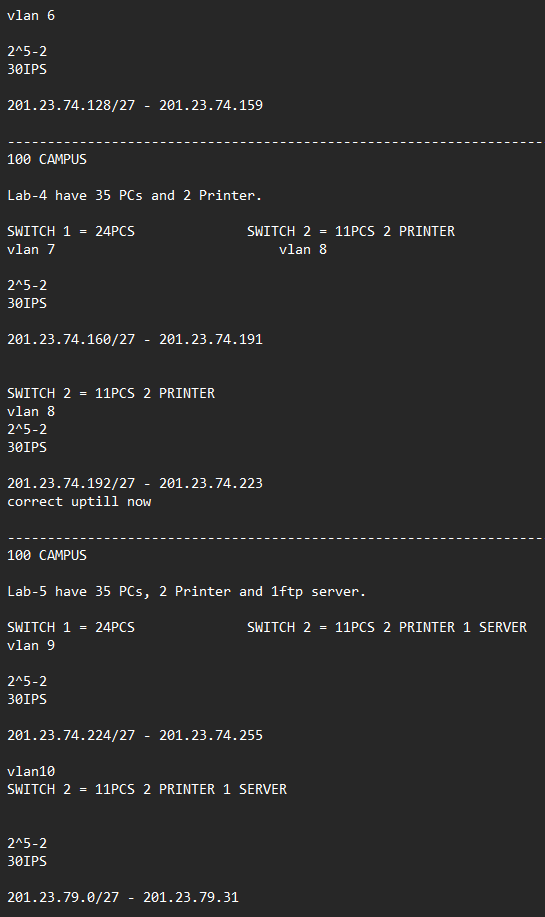 vlan 6
2^5-2
30IPS
201.23.74.128/27 - 201.23.74.159
-------------------------------------------------------------------
100 CAMPUS
Lab-4 have 35 PCs and 2 Printer.
SWITCH 1 = 24PCS SWITCH 2 = 11PCS 2 PRINTER
vlan 7 vlan 8
2^5-2
30IPS
201.23.74.160/27 - 201.23.74.191
SWITCH 2 = 11PCS 2 PRINTER
vlan 8
2^5-2
30IPS
201.23.74.192/27 - 201.23.74.223
correct uptill now
-------------------------------------------------------------------
100 CAMPUS
Lab-5 have 35 PCs, 2 Printer and 1ftp server.
SWITCH 1 = 24PCS SWITCH 2 = 11PCS 2 PRINTER 1 SERVER
vlan 9
2^5-2
30IPS
201.23.74.224/27 - 201.23.74.255
vlan10
SWITCH 2 = 11PCS 2 PRINTER 1 SERVER
2^5-2
30IPS
201.23.79.0/27 - 201.23.79.31